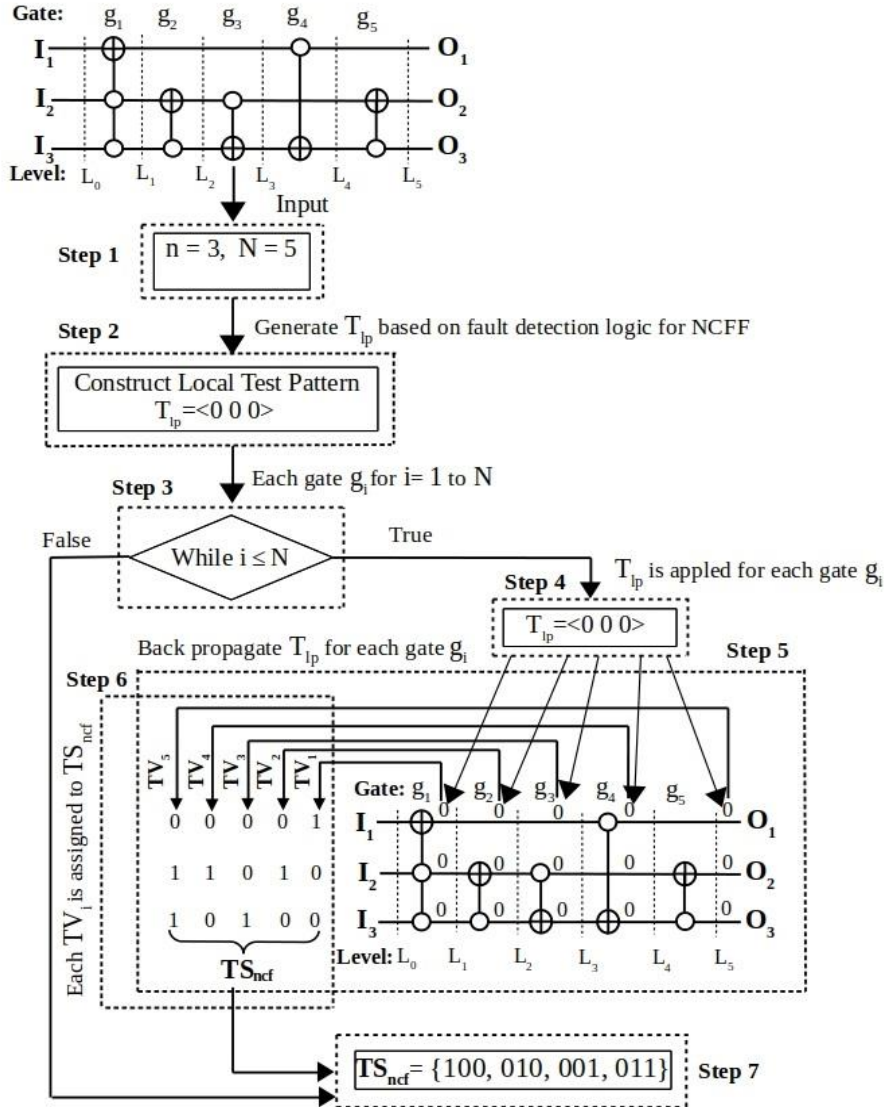 Gate: g1 g2 g3 g4 g5
I1 O1
I2 O2
I3 O3
Level: L0 L1 L2 L3 L4 L5
Input
Step 1
n = 3, N = 5
Step 2
Generate Tlp based on fault detection logic for NCFF
Construct Local Test Pattern
Tlp=<0 0 0>
Each gate gi for i= 1 to N
Step 3
False
While i ≤ N
True
Tlp is appled for each gate gi
Step 4
Tlp=<0 0 0>
Back propagate Tlp for each gate gi
Step 5
Step 6
Each TVi is assigned to TSncf
TV5 TV4 TV3 TV2 TV1
0 0 0 0 1
1 1 0 1 0
1 0 1 0 0
TSncf
Gate: g1 g2 g3 g4 g5
I1 0 0 0 0 0 O1
I2 0 0 0 0 0 O2
I3 0 0 0 0 0 O3
Level: L0 L1 L2 L3 L4 L5
TSncf= {100, 010, 001, 011}
Step 7